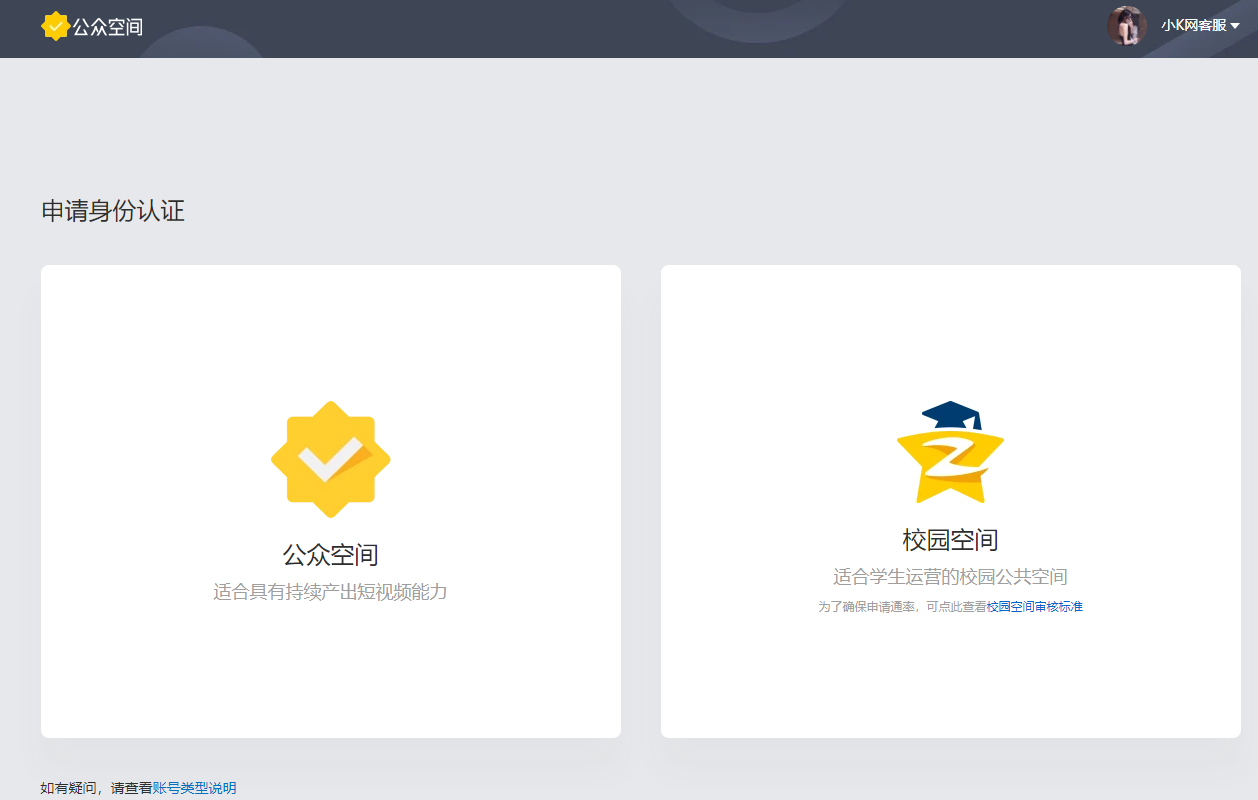 公众空间
小K网客服
申请身份认证
公众空间
适合具有持续产出短视频能力
校园空间
适合学生运营的校园公共空间
为了确保申请通率，可点此查看校园空间审核标准
如有疑问，请查看账号类型说明